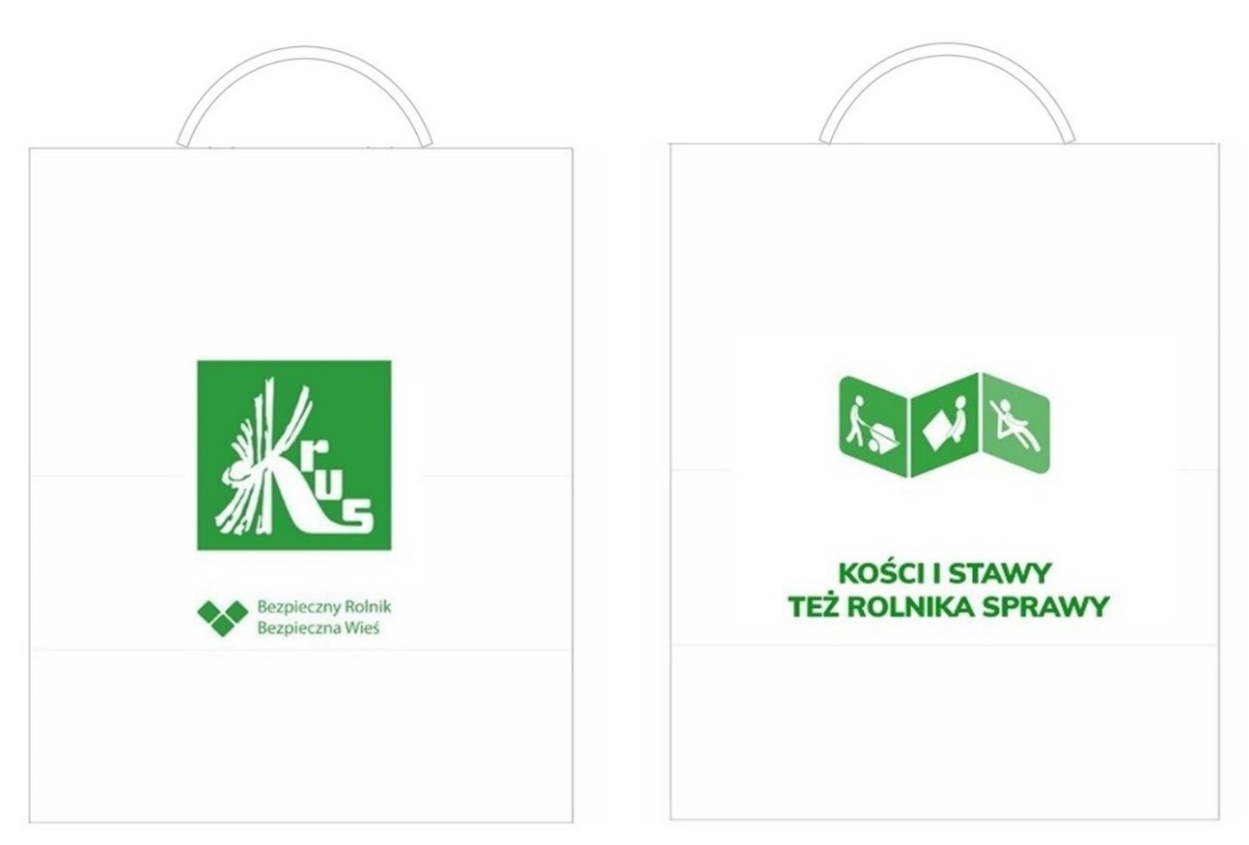 Krus
Bezpieczny Rolnik
Bezpieczna Wieś
KOŚCI I STAWY
TEŻ ROLNIKA SPRAWY